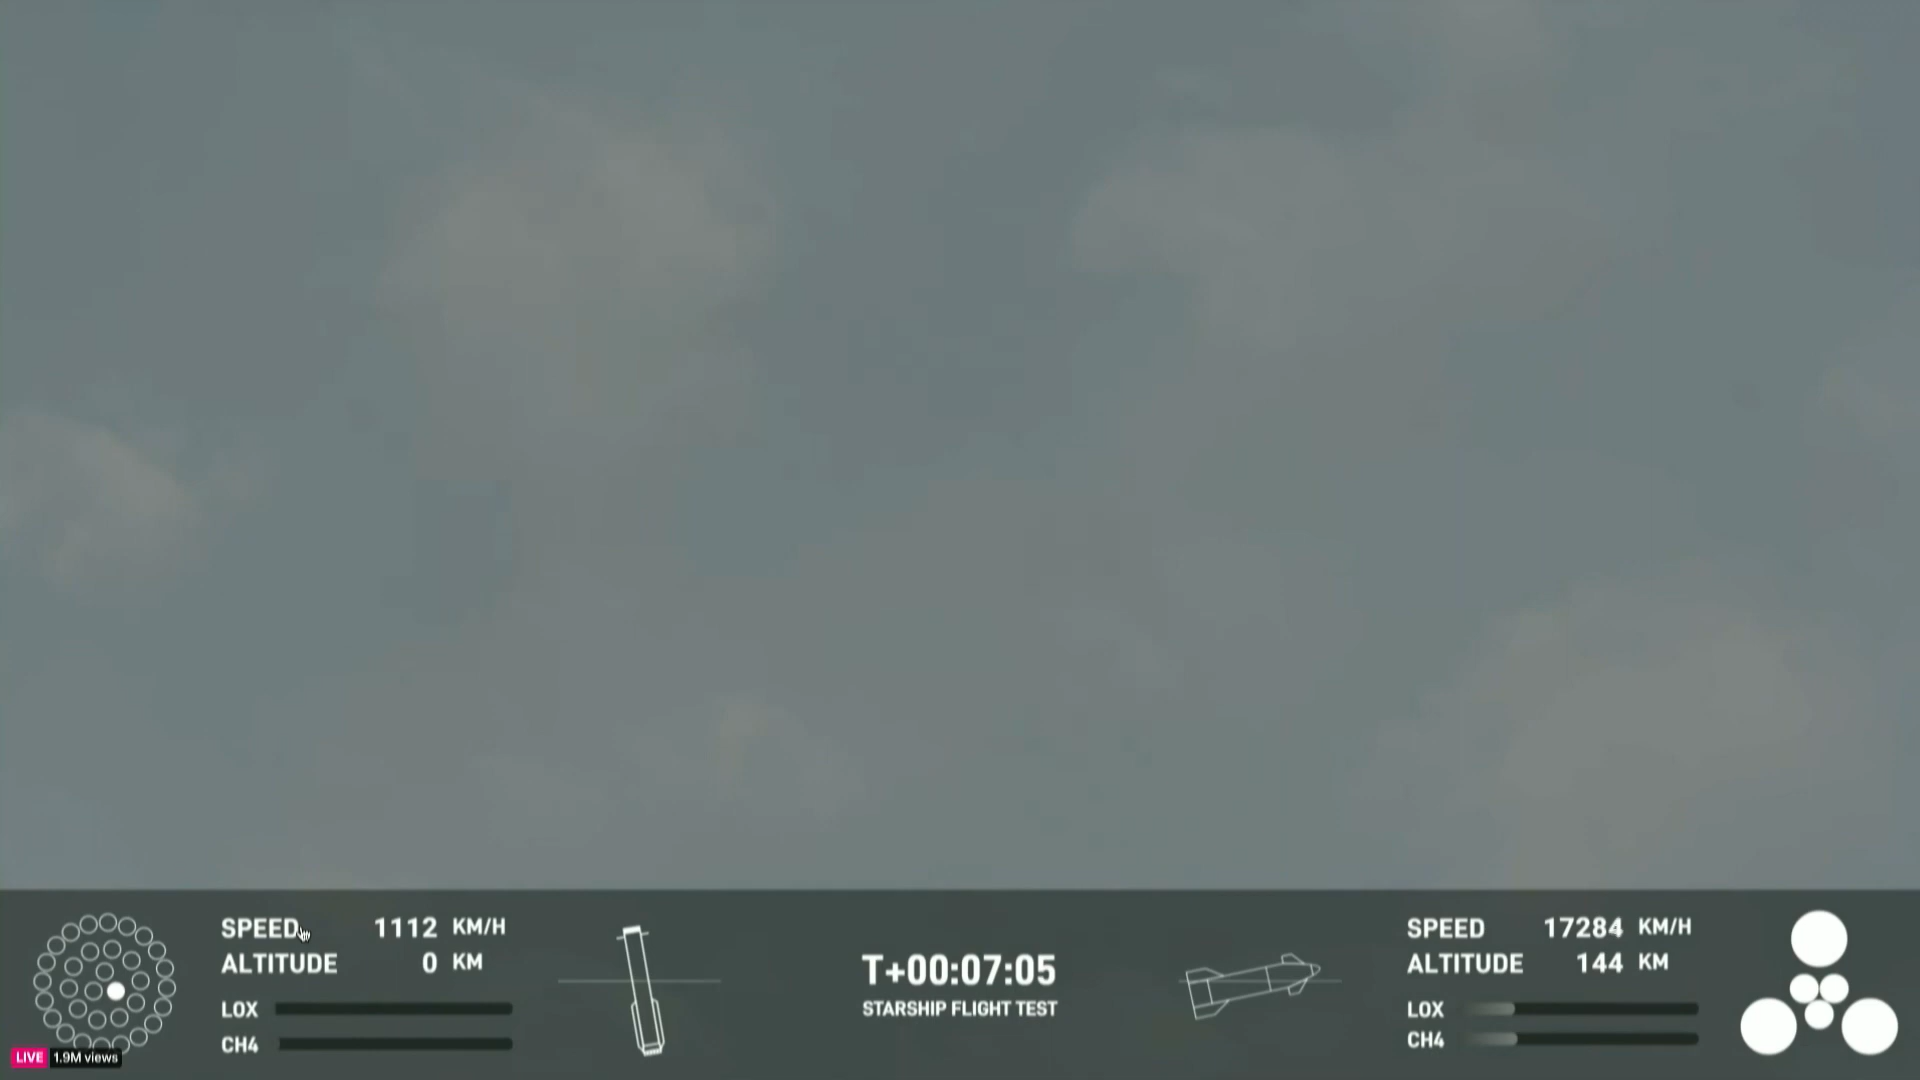 SPEED 1112 KM/H
ALTITUDE 0 KM
LOX
CH4
LIVE 1.9M views
T+00:07:05
STARSHIP FLIGHT TEST
SPEED 17284 KM/H
ALTITUDE 144 KM
LOX
CH4